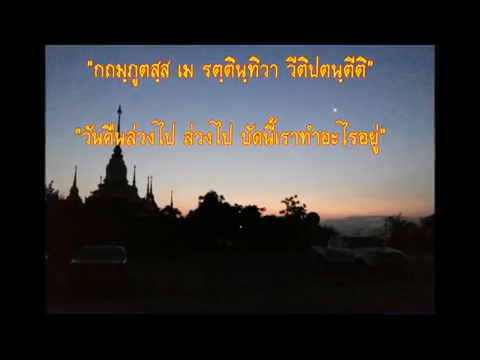 "กถมฺภูตสฺส เม รตฺตินฺทิวา วีติปตนฺตีติ"
"วันคืนล่วงไป ล่วงไป บัดนี้เราทำอะไรอยู่"